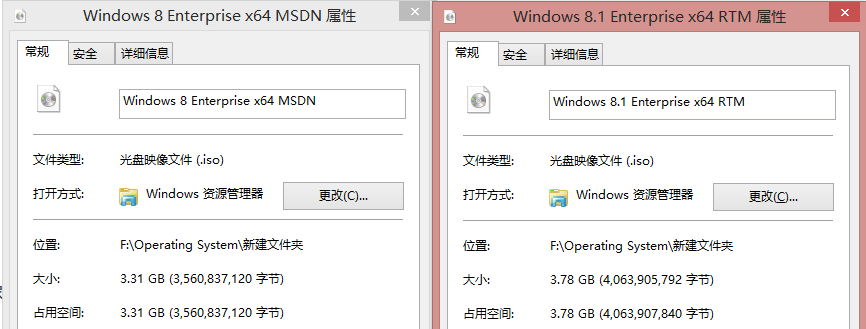 Windows 8 Enterprise x64 MSDN 属性
常规 安全 详细信息
Windows 8 Enterprise x64 MSDN
文件类型: 光盘映像文件 (.iso)
打开方式: Windows 资源管理器 更改(C)...
位置: F:\Operating System\新建文件夹
大小: 3.31 GB (3,560,837,120 字节)
占用空间: 3.31 GB (3,560,837,120 字节)
Windows 8.1 Enterprise x64 RTM 属性
常规 安全 详细信息
Windows 8.1 Enterprise x64 RTM
文件类型: 光盘映像文件 (.iso)
打开方式: Windows 资源管理器 更改(C)...
位置: F:\Operating System\新建文件夹
大小: 3.78 GB (4,063,905,792 字节)
占用空间: 3.78 GB (4,063,907,840 字节)